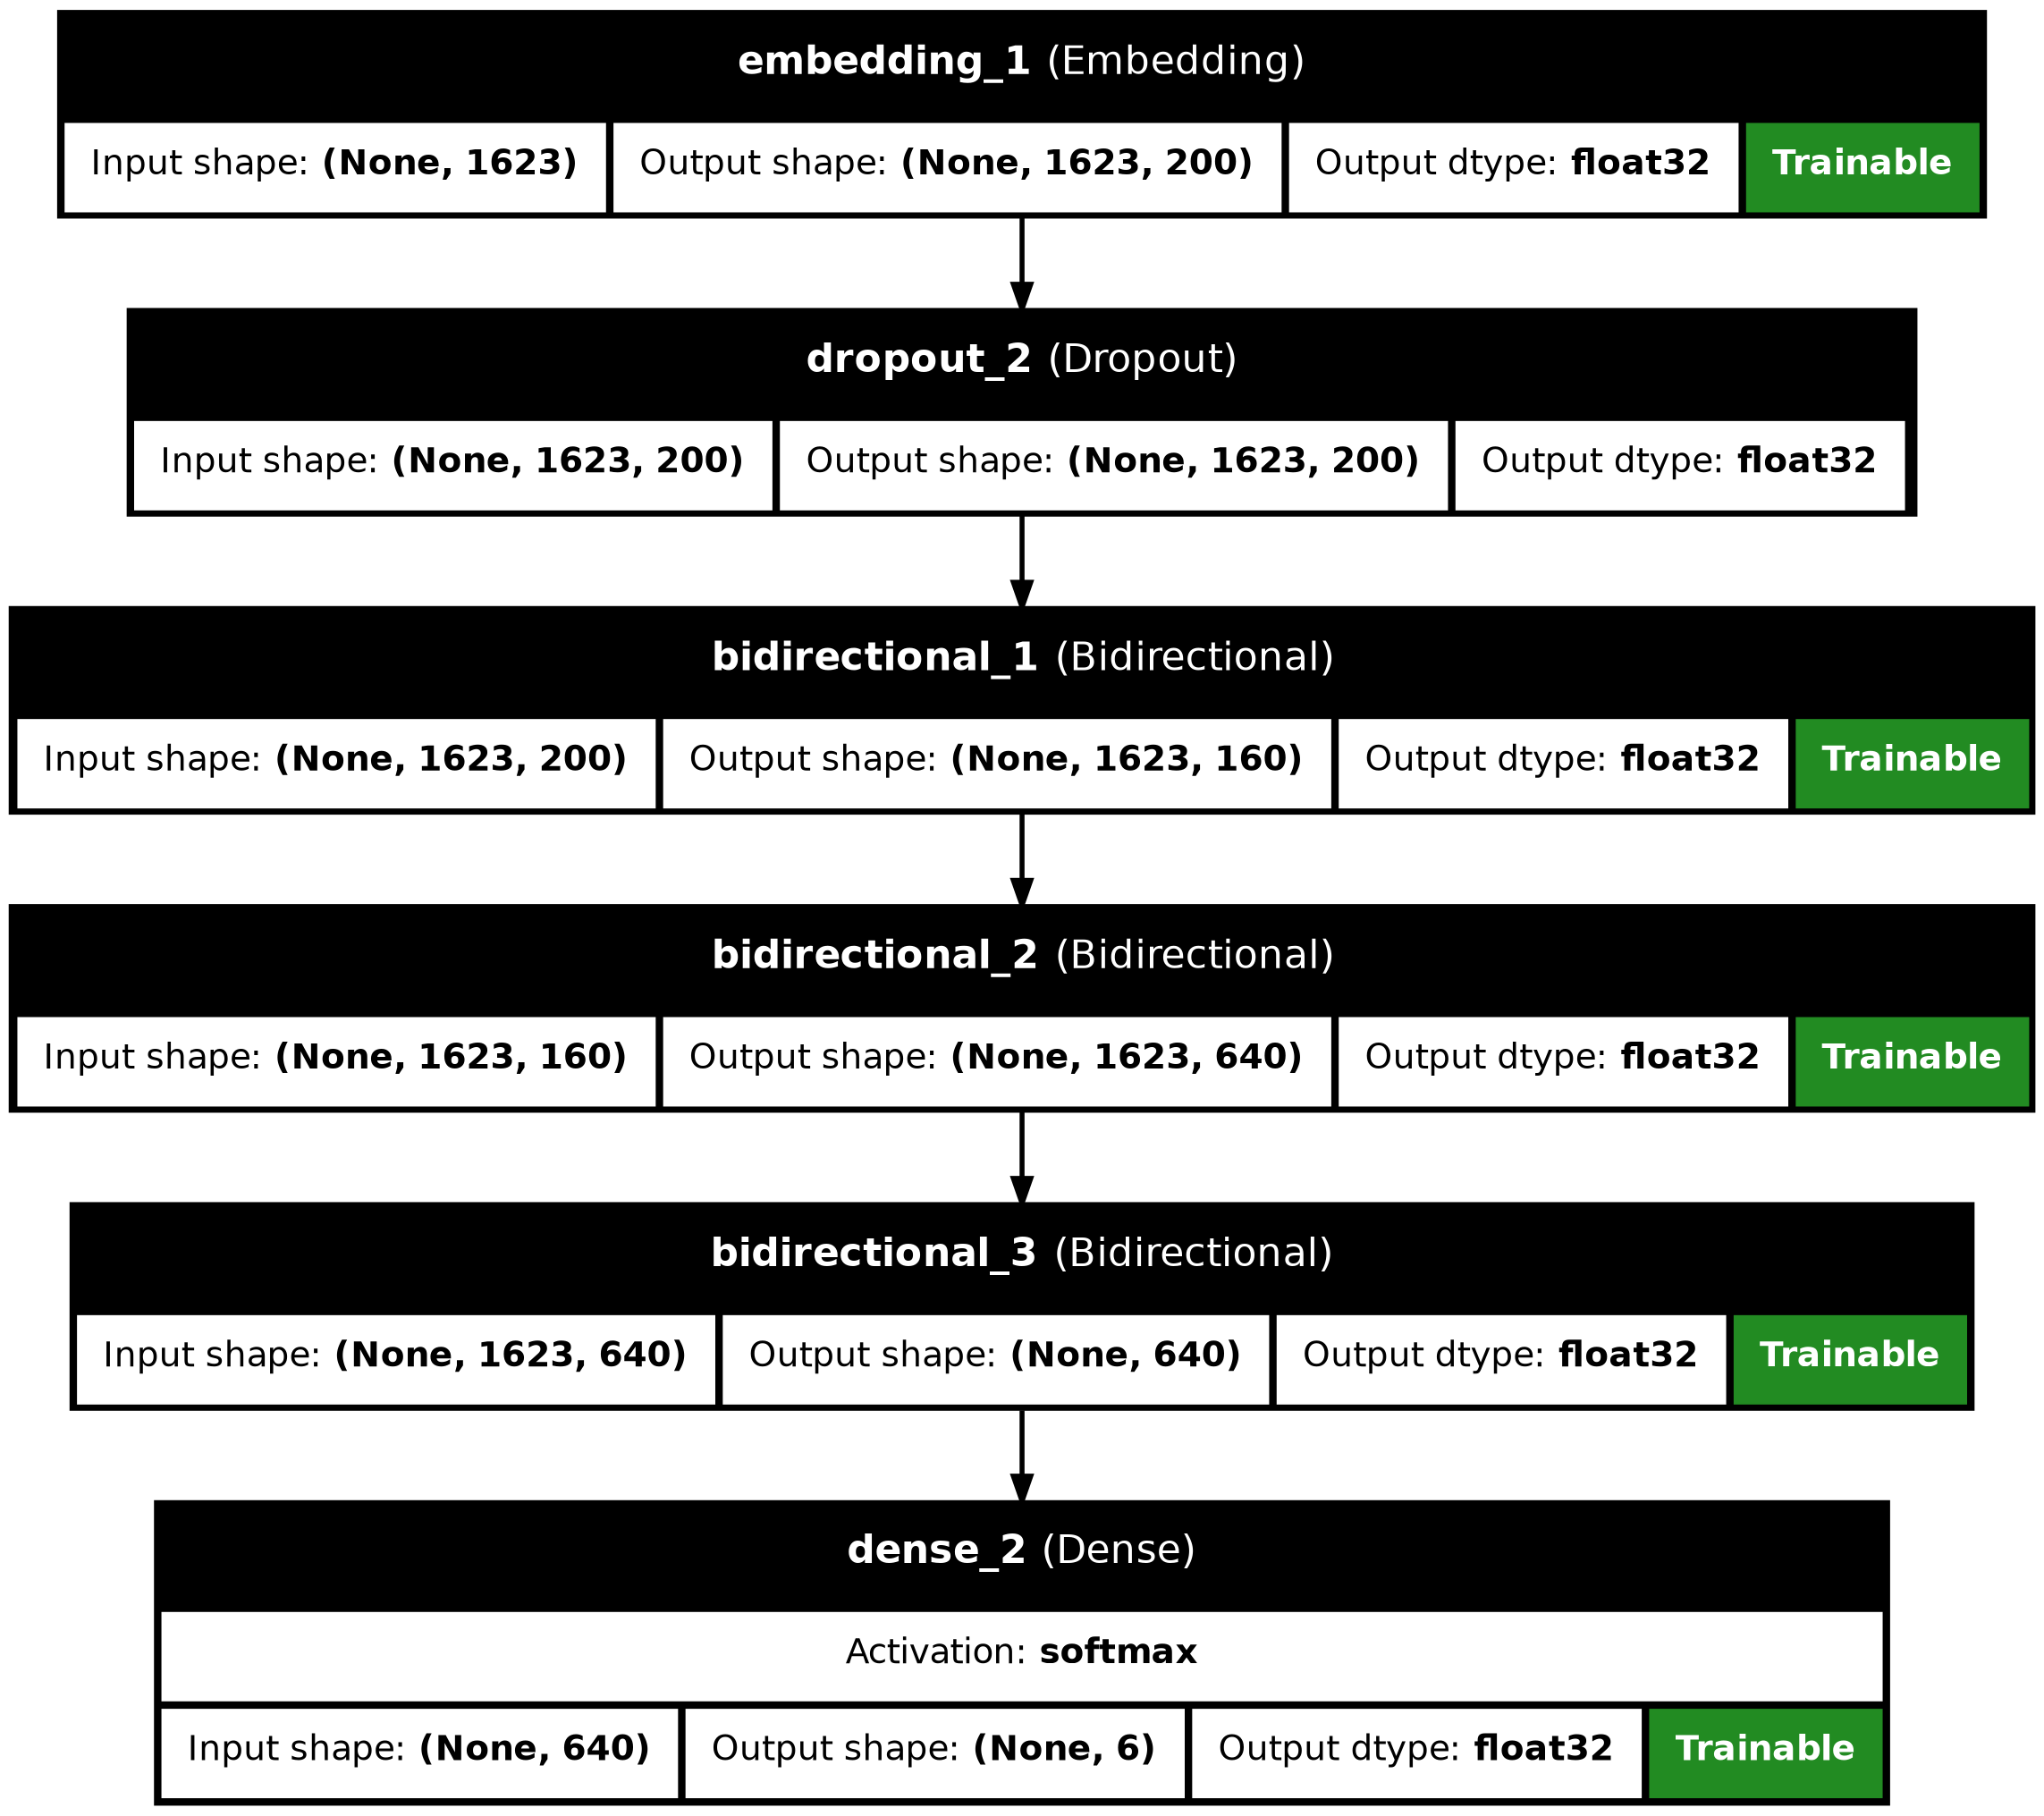 embedding_1 (Embedding)
Input shape: (None, 1623) Output shape: (None, 1623, 200) Output dtype: float32 Trainable
dropout_2 (Dropout)
Input shape: (None, 1623, 200) Output shape: (None, 1623, 200) Output dtype: float32
bidirectional_1 (Bidirectional)
Input shape: (None, 1623, 200) Output shape: (None, 1623, 160) Output dtype: float32 Trainable
bidirectional_2 (Bidirectional)
Input shape: (None, 1623, 160) Output shape: (None, 1623, 640) Output dtype: float32 Trainable
bidirectional_3 (Bidirectional)
Input shape: (None, 1623, 640) Output shape: (None, 640) Output dtype: float32 Trainable
dense_2 (Dense)
Activation: softmax
Input shape: (None, 640) Output shape: (None, 6) Output dtype: float32 Trainable